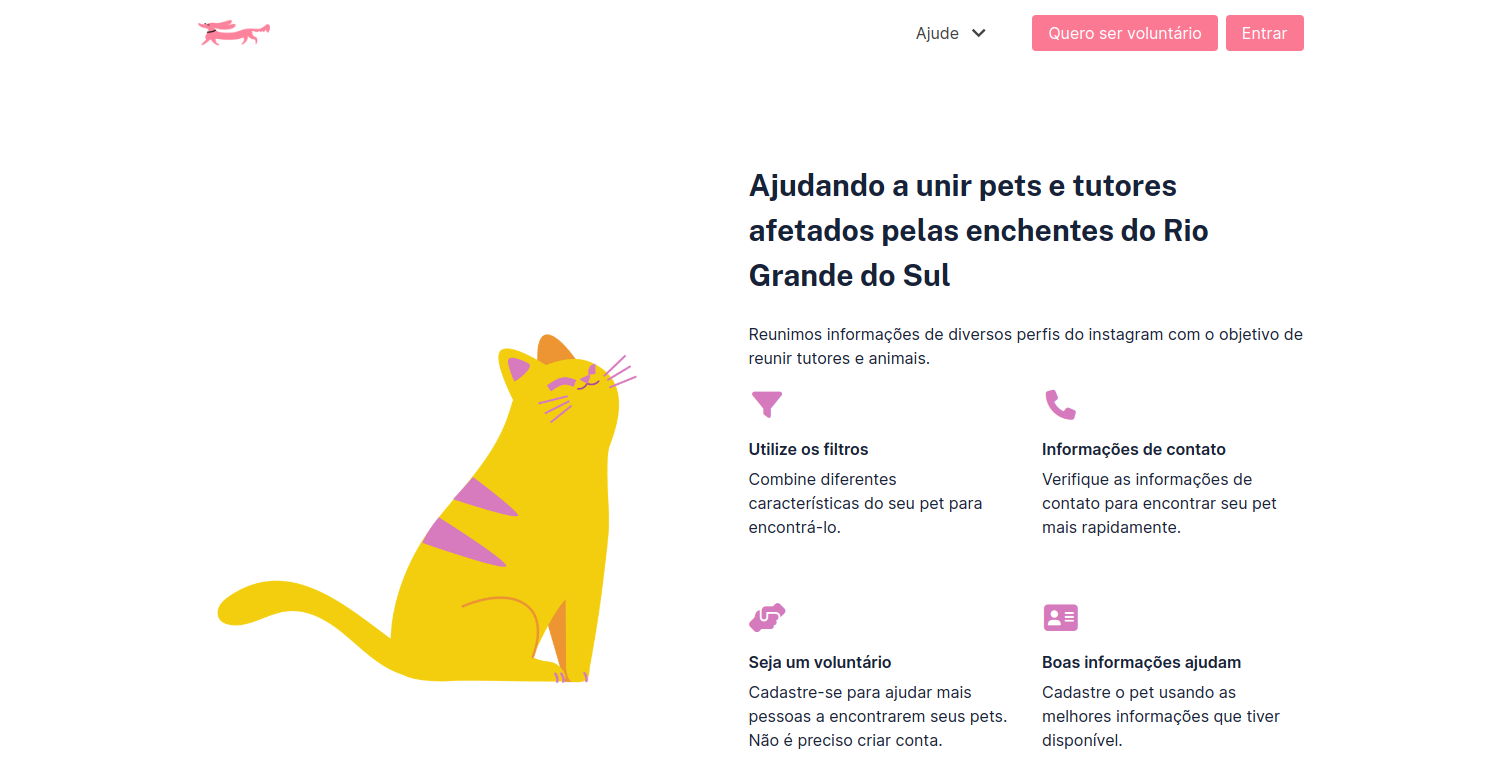 Ajude
Quero ser voluntário
Entrar
Ajudando a unir pets e tutores
afetados pelas enchentes do Rio
Grande do Sul
Reunimos informações de diversos perfis do instagram com o objetivo de
reunir tutores e animais.
Utilize os filtros
Combine diferentes
características do seu pet para
encontrá-lo.
Informações de contato
Verifique as informações de
contato para encontrar seu pet
mais rapidamente.
Seja um voluntário
Cadastre-se para ajudar mais
pessoas a encontrarem seus pets.
Não é preciso criar conta.
Boas informações ajudam
Cadastre o pet usando as
melhores informações que tiver
disponível.